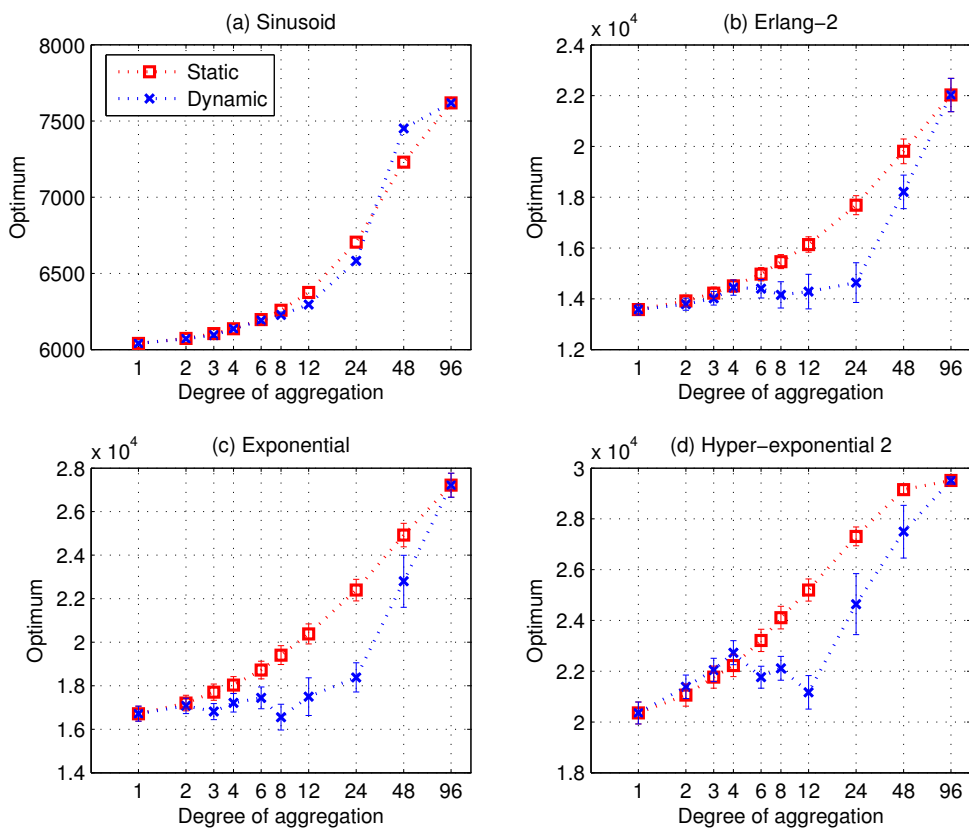 (a) Sinusoid
8000
7500
7000
6500
6000
Optimum
Static
Dynamic
1 2 3 4 6 8 12 24 48 96
Degree of aggregation
(b) Erlang−2
x 10^4
2.4
2.2
2
1.8
1.6
1.4
1.2
Optimum
1 2 3 4 6 8 12 24 48 96
Degree of aggregation
(c) Exponential
x 10^4
2.8
2.6
2.4
2.2
2
1.8
1.6
1.4
Optimum
1 2 3 4 6 8 12 24 48 96
Degree of aggregation
(d) Hyper−exponential 2
x 10^4
3
2.8
2.6
2.4
2.2
2
1.8
Optimum
1 2 3 4 6 8 12 24 48 96
Degree of aggregation